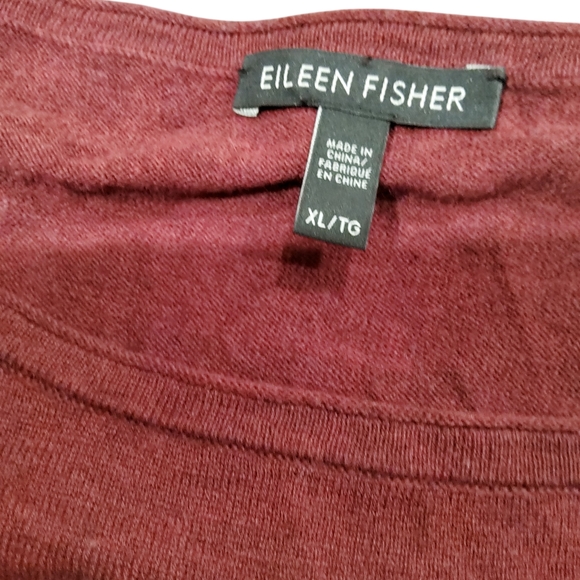 EILEEN FISHER
MADE IN
CHINA/
FABRIQUÉ
EN CHINE
XL/TG